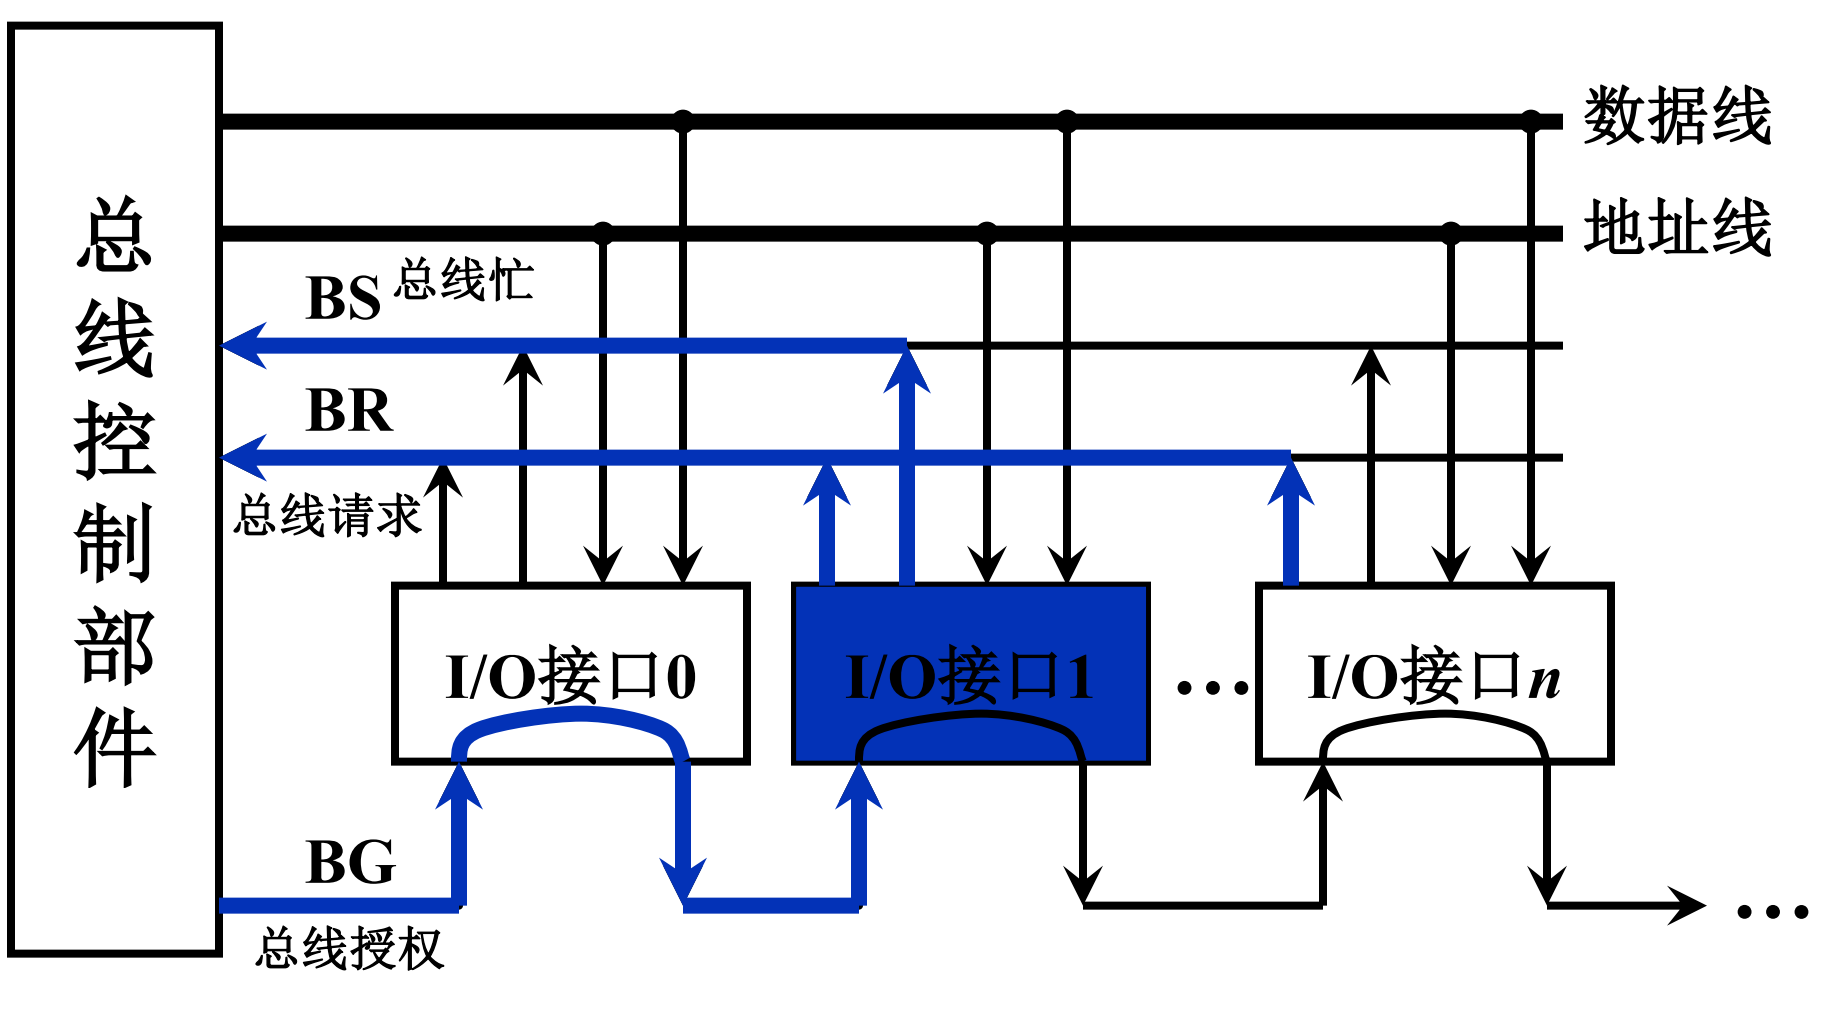 总线控制部件
数据线
地址线
BS 总线忙
BR
总线请求
I/O接口0
I/O接口1
…
I/O接口n
BG
总线授权
…